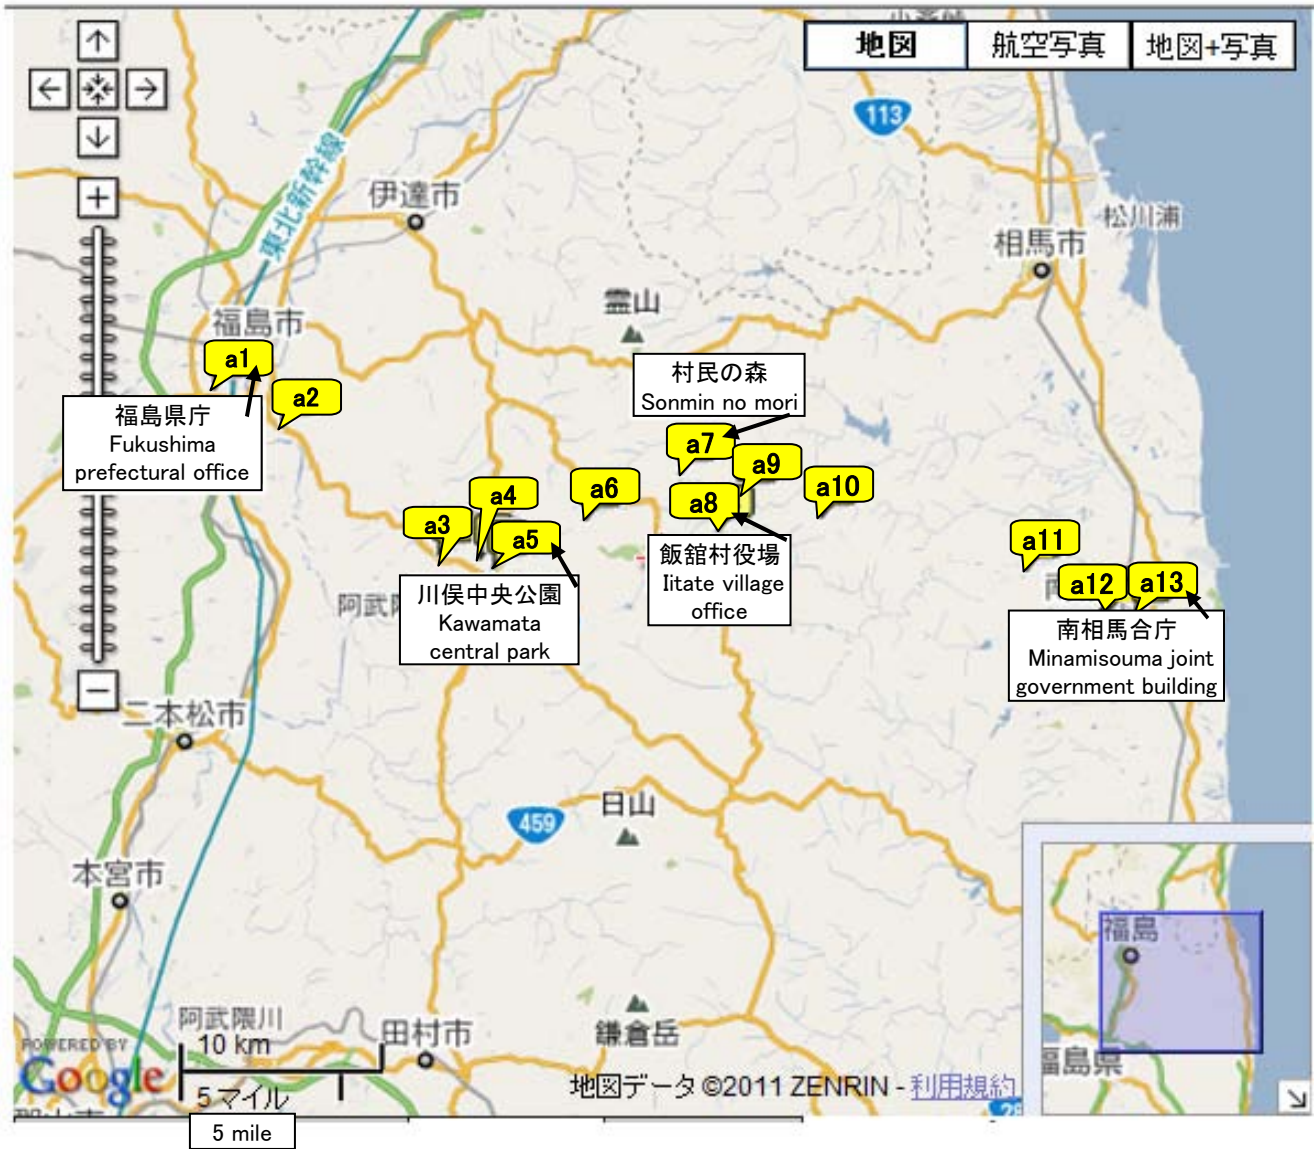 地図
航空写真
地図+写真
113
東北新幹線
伊達市
松川浦
相馬市
霊山
福島市
a1
a2
福島県庁
Fukushima
prefectural office
村民の森
Sonmin no mori
a7
a9
a10
a6
a8
a4
a3
a5
飯舘村役場
Iitate village
office
川俣中央公園
Kawamata
central park
a11
a12
a13
南相馬合庁
Minamisouma joint
government building
二本松市
日山
459
本宮市
福島
福島県
阿武隈川
10 km
田村市
鎌倉岳
POWERED BY
Google
5 マイル
5 mile
地図データ ©2011 ZENRIN - 利用規約